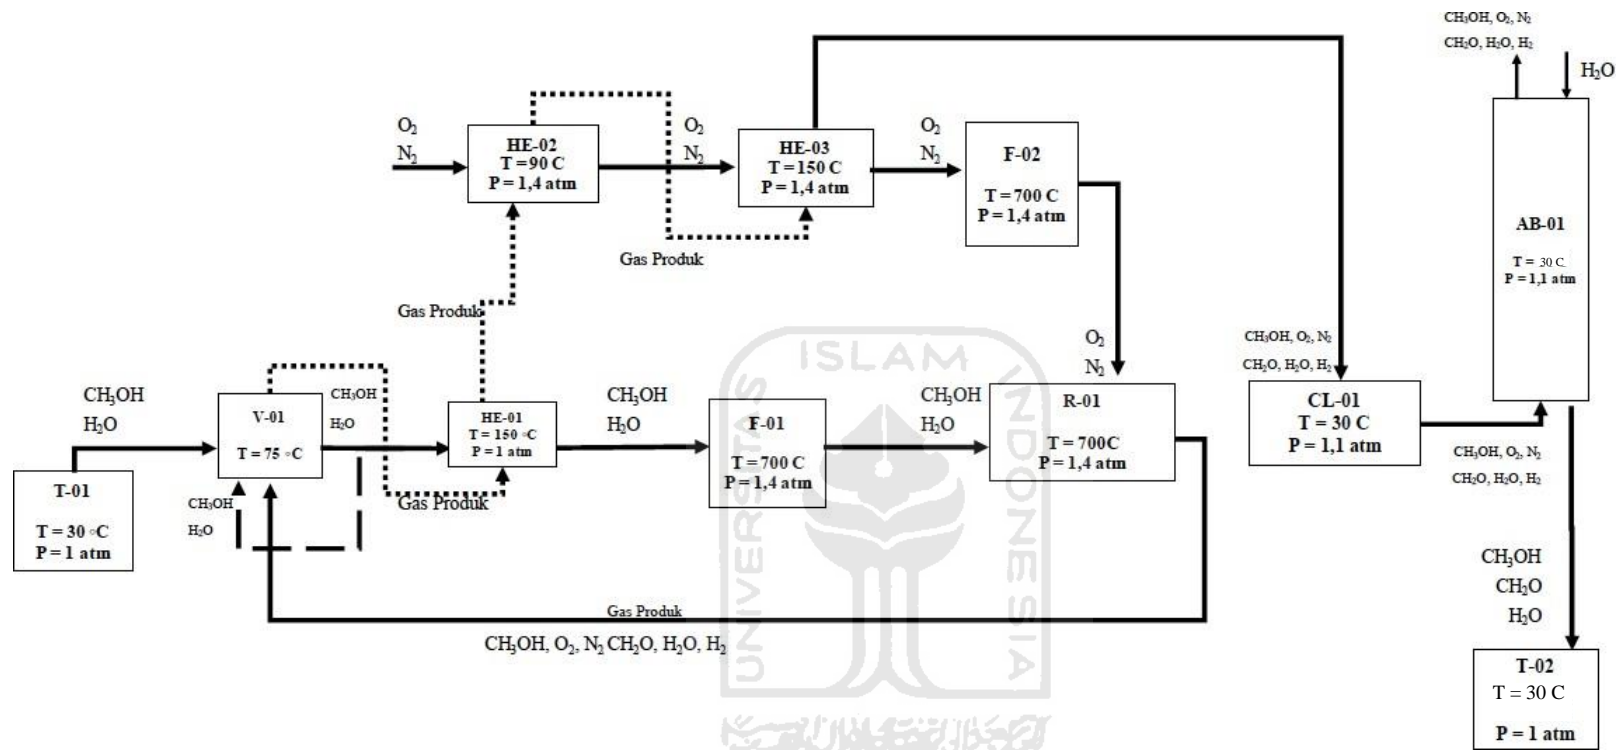 CH₃OH, O₂, N₂
CH₂O, H₂O, H₂
H₂O
O₂
N₂
HE-02
T = 90 C
P = 1,4 atm
O₂
N₂
HE-03
T = 150 C
P = 1,4 atm
O₂
N₂
F-02
T = 700 C
P = 1,4 atm
AB-01
T = 30 C
P = 1,1 atm
Gas Produk
Gas Produk
O₂
N₂
CH₃OH, O₂, N₂
CH₂O, H₂O, H₂
CH₃OH
H₂O
V-01
T = 75 ◦C
CH₃OH
H₂O
HE-01
T = 150 ◦C
P = 1 atm
CH₃OH
H₂O
F-01
T = 700 C
P = 1,4 atm
CH₃OH
H₂O
R-01
T = 700C
P = 1,4 atm
CL-01
T = 30 C
P = 1,1 atm
CH₃OH, O₂, N₂
CH₂O, H₂O, H₂
T-01
T = 30 ◦C
P = 1 atm
CH₃OH
H₂O
Gas Produk
Gas Produk
CH₃OH, O₂, N₂ CH₂O, H₂O, H₂
CH₃OH
CH₂O
H₂O
T-02
T = 30 C
P = 1 atm
UNIVERSITAS
ISLAM
INDONESIA